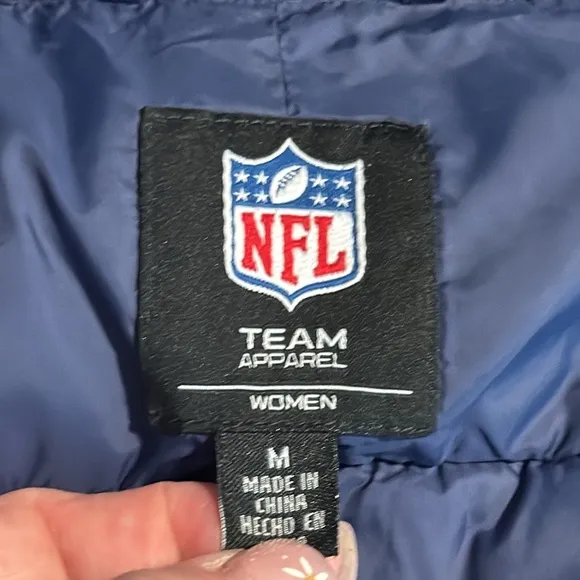 NFL
TEAM
APPAREL
WOMEN
M
MADE IN
CHINA
HECHO EN